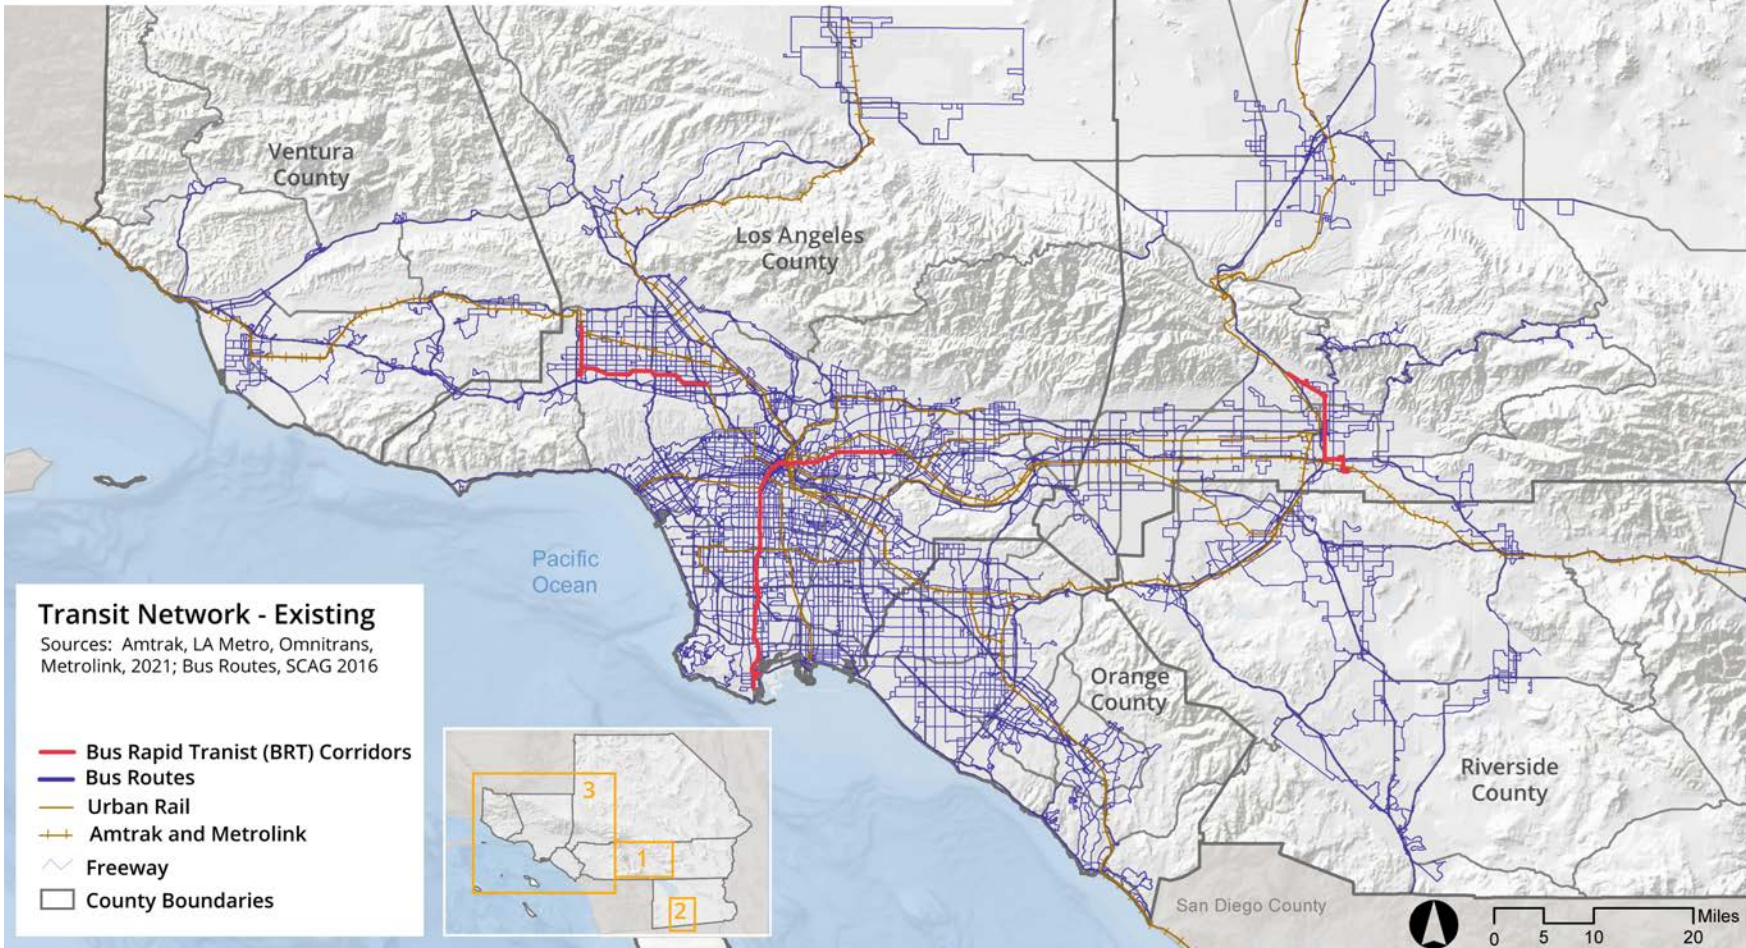 Ventura
County
Los Angeles
County
Pacific
Ocean
Orange
County
Riverside
County
San Diego County
Transit Network - Existing
Sources: Amtrak, LA Metro, Omnitrans,
Metrolink, 2021; Bus Routes, SCAG 2016
Bus Rapid Tranist (BRT) Corridors
Bus Routes
Urban Rail
Amtrak and Metrolink
Freeway
County Boundaries
3
1
2
Miles
0 5 10 20